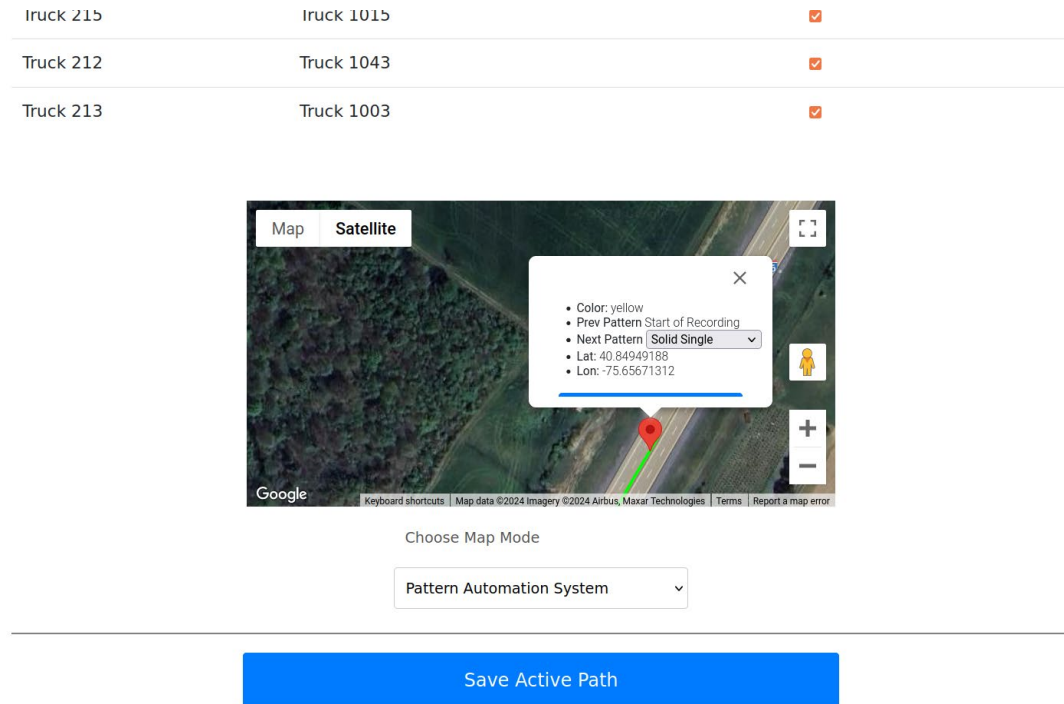 Truck 215 Truck 1015
Truck 212 Truck 1043
Truck 213 Truck 1003
Map Satellite
Color: yellow
Prev Pattern Start of Recording
Next Pattern Solid Single
Lat: 40.84949188
Lon: -75.65671312
Google
Keyboard shortcuts Map data ©2024 Imagery ©2024 Airbus, Maxar Technologies Terms Report a map error
Choose Map Mode
Pattern Automation System
Save Active Path